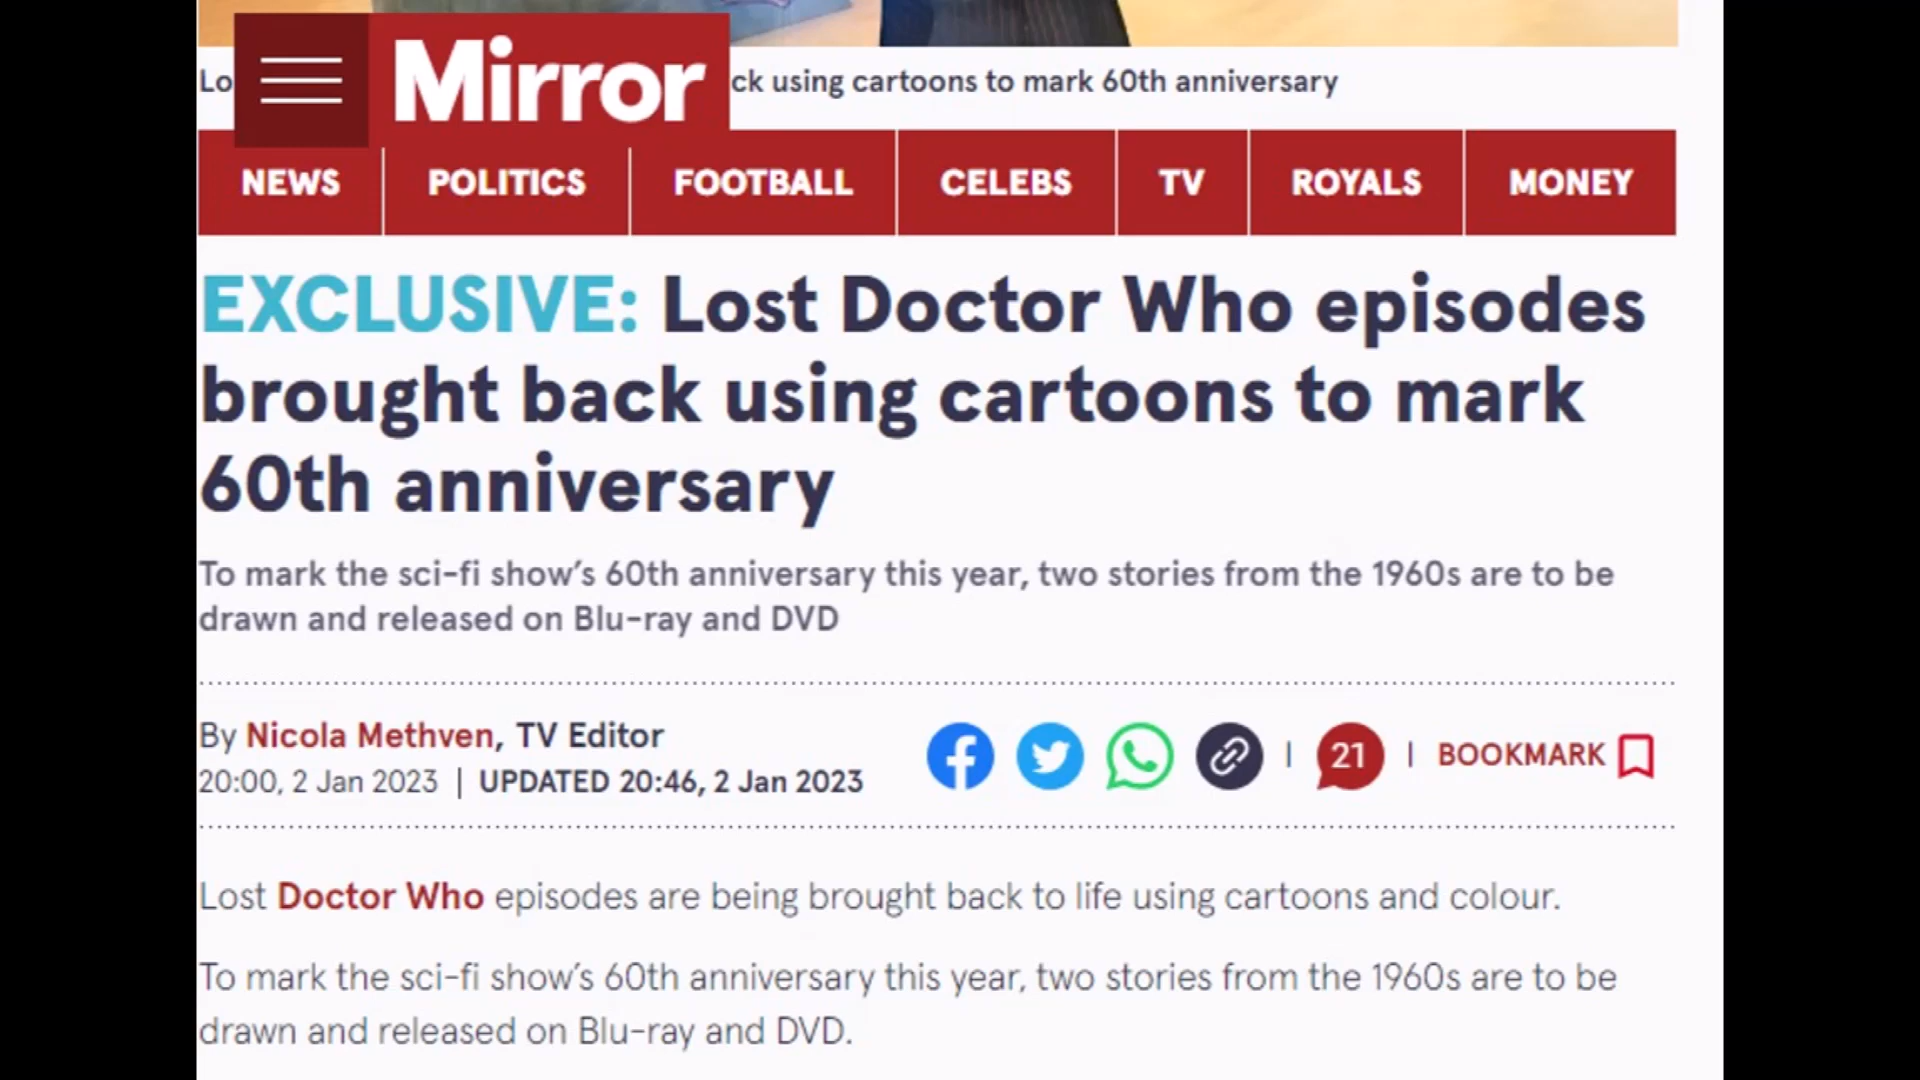 Lo ck using cartoons to mark 60th anniversary
Mirror
NEWS POLITICS FOOTBALL CELEBS TV ROYALS MONEY
EXCLUSIVE: Lost Doctor Who episodes
brought back using cartoons to mark
60th anniversary
To mark the sci-fi show’s 60th anniversary this year, two stories from the 1960s are to be
drawn and released on Blu-ray and DVD
By Nicola Methven, TV Editor
20:00, 2 Jan 2023 | UPDATED 20:46, 2 Jan 2023
21 | BOOKMARK
Lost Doctor Who episodes are being brought back to life using cartoons and colour.
To mark the sci-fi show’s 60th anniversary this year, two stories from the 1960s are to be
drawn and released on Blu-ray and DVD.